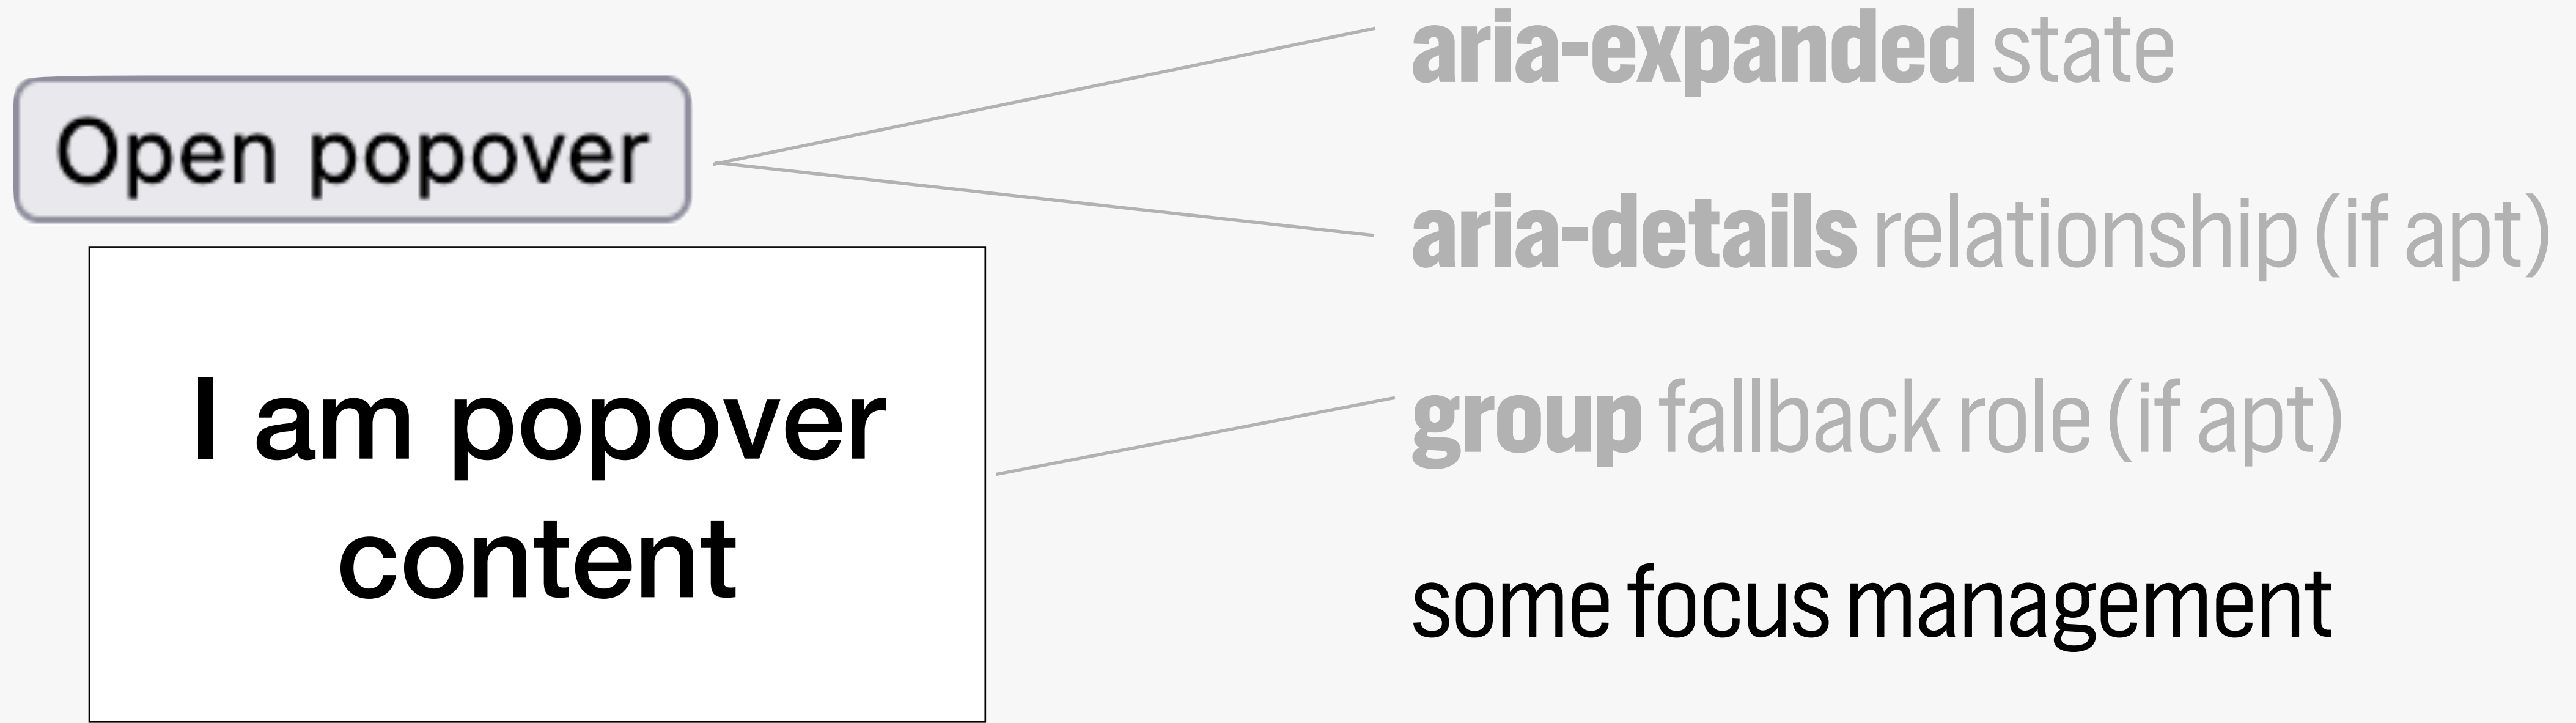 Open popover
I am popover
content
aria-expanded state
aria-details relationship (if apt)
group fallback role (if apt)
some focus management